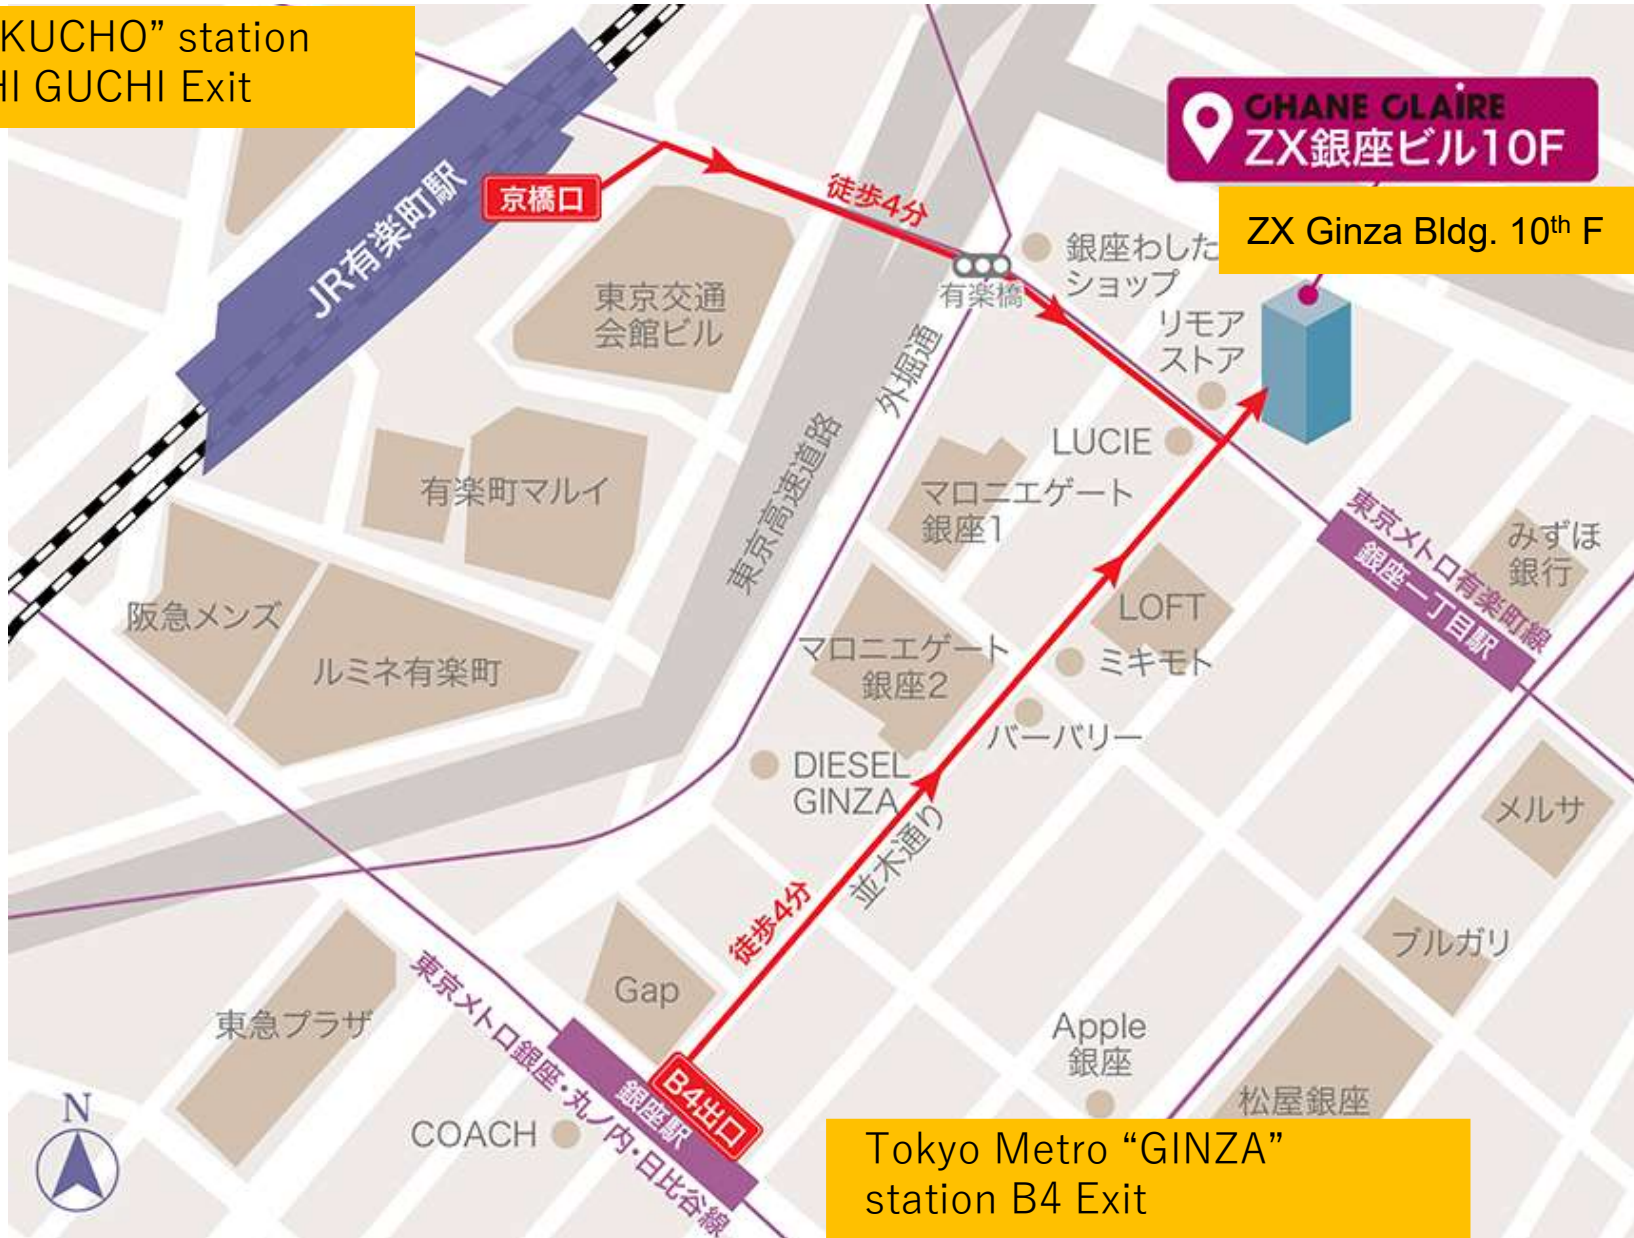 KUCHO” station
HI GUCHI Exit
OHANE OLAiRE
ZX銀座ビル10F
ZX Ginza Bldg. 10th F
JR有楽町駅
京橋口
徒歩4分
東京交通
会館ビル
有楽橋
銀座わした
ショップ
リモア
ストア
外堀通
東京高速道路
LUCIE
有楽町マルイ
マロニエゲート
銀座1
東京メトロ有楽町線
銀座一丁目駅
みずほ
銀行
阪急メンズ
ルミネ有楽町
LOFT
マロニエゲート
銀座2
ミキモト
バーバリー
DIESEL
GINZA
並木通り
徒歩4分
メルサ
ブルガリ
Gap
東急プラザ
東京メトロ銀座・丸ノ内・日比谷線
銀座駅
B4出口
Apple
銀座
松屋銀座
COACH
N
Tokyo Metro “GINZA”
station B4 Exit